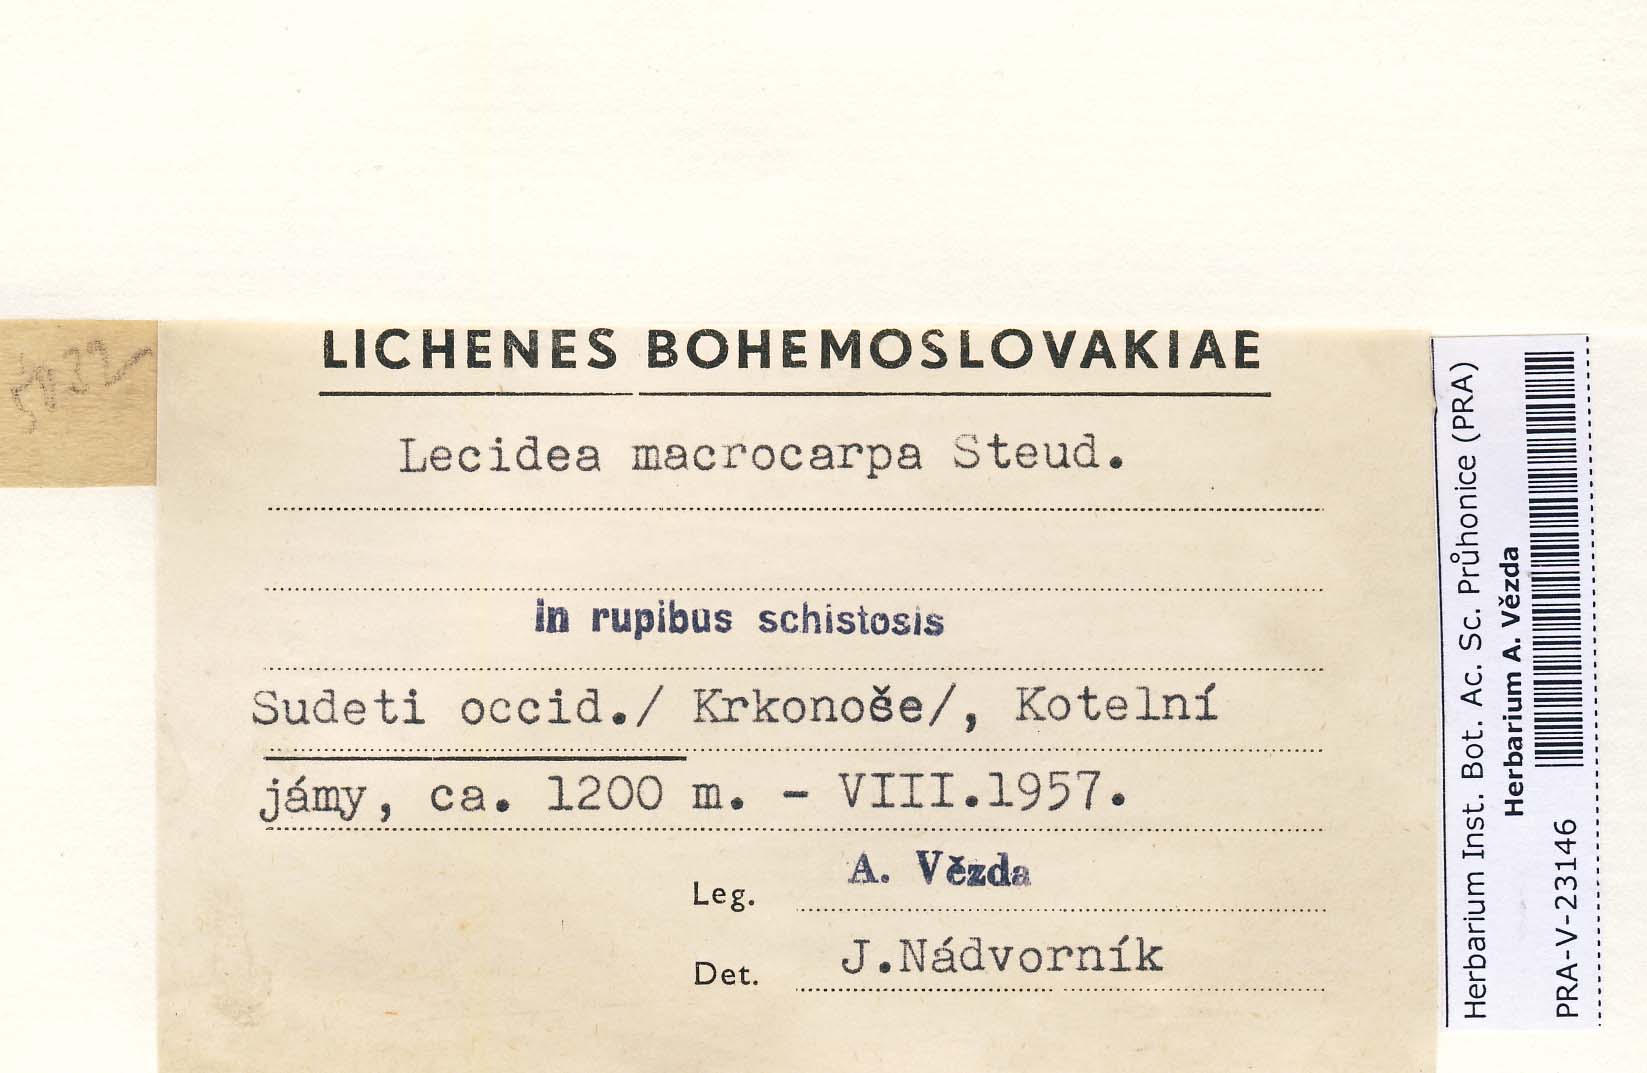 LICHENES BOHEMOSLOVAKIAE
Lecidea macrocarpa Steud.
in rupibus schistosis
Sudeti occid./ Krkonoše/, Kotelní
jámy, ca. 1200 m. - VIII.1957.
Leg. A. Vězda
Det. J.Nádvorník
Herbarium Inst. Bot. Ac. Sc. Průhonice (PRA)
Herbarium A. Vězda
PRA-V-23146